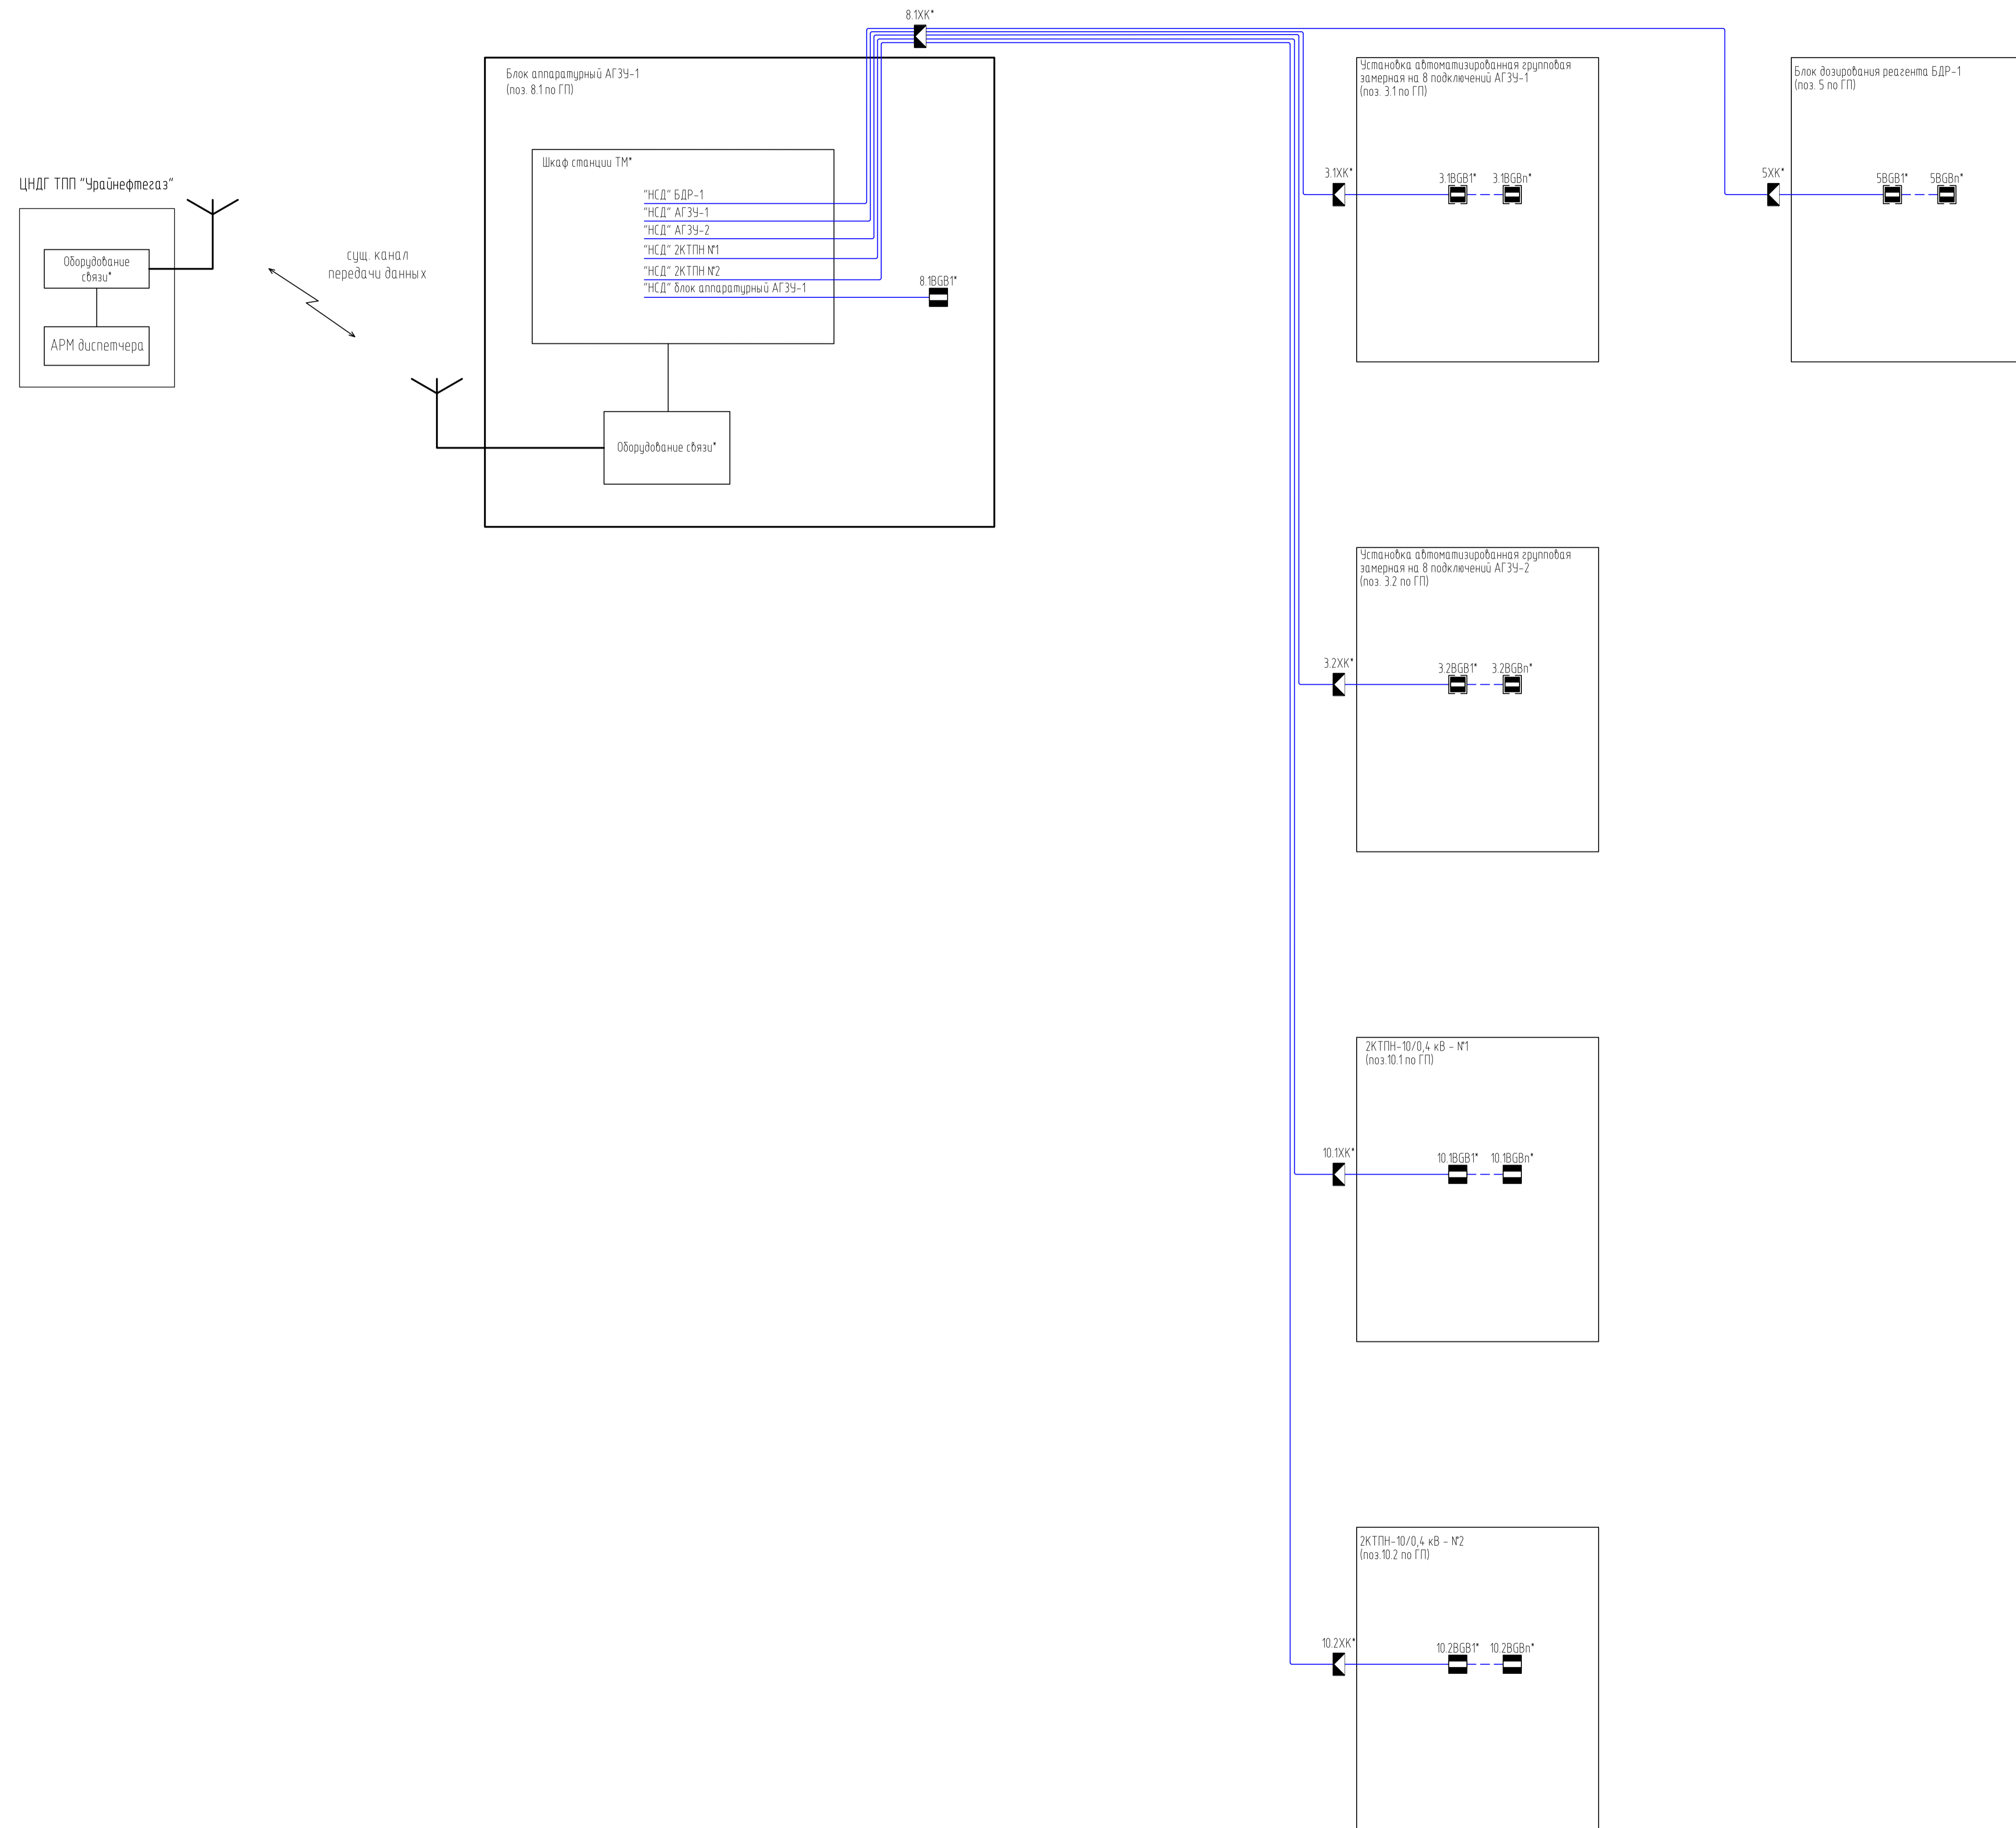 8.1XK*
Блок аппаратурный АГЗУ-1
(поз. 8.1 по ГП)
Шкаф станции ТМ*
"НСД" БДР-1
"НСД" АГЗУ-1
"НСД" АГЗУ-2
"НСД" 2КТПН №1
"НСД" 2КТПН №2
"НСД" блок аппаратурный АГЗУ-1
8.1BGB1*
Оборудование связи*
ЦНДГ ТПП "Урайнефтегаз"
Оборудование
связи*
АРМ диспетчера
сущ. канал
передачи данных
Установка автоматизированная групповая
замерная на 8 подключений АГЗУ-1
(поз. 3.1 по ГП)
3.1XK*
3.1BGB1*
3.1BGBn*
Блок дозирования реагента БДР-1
(поз. 5 по ГП)
5XK*
5BGB1*
5BGBn*
Установка автоматизированная групповая
замерная на 8 подключений АГЗУ-2
(поз. 3.2 по ГП)
3.2XK*
3.2BGB1*
3.2BGBn*
2КТПН-10/0,4 кВ - №1
(поз.10.1 по ГП)
10.1XK*
10.1BGB1*
10.1BGBn*
2КТПН-10/0,4 кВ - №2
(поз.10.2 по ГП)
10.2XK*
10.2BGB1*
10.2BGBn*